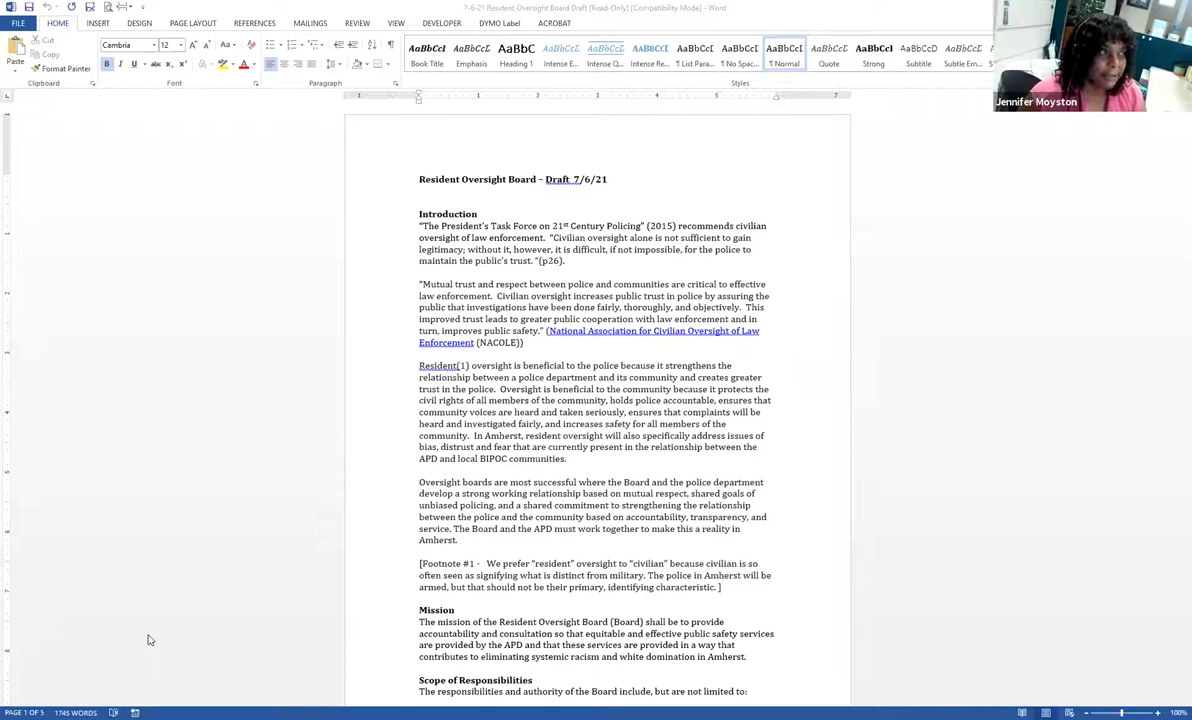 7-6-21 Resident Oversight Board Draft [Read-Only] [Compatibility Mode] - Word
FILE HOME INSERT DESIGN PAGE LAYOUT REFERENCES MAILINGS REVIEW VIEW DEVELOPER DYMO Label ACROBAT
Paste
Cut
Copy
Format Painter
Cambria 12
AaBbCcI AaBbCcD AaBbC AaBbCcD AaBbCcD AABBCCI AaBbCcI AaBbCcD AaBbCcI AaBbCcD AaBbCcI AaBbCcD
Book Title Emphasis Heading 1 Intense E... Intense Q... Intense Re... ¶ List Para... ¶ No Spac... ¶ Normal Quote Strong Subtitle Subtle Em...
Clipboard Font Paragraph Styles
Jennifer Moyston
Resident Oversight Board – Draft 7/6/21
Introduction
"The President's Task Force on 21st Century Policing" (2015) recommends civilian
oversight of law enforcement. "Civilian oversight alone is not sufficient to gain
legitimacy; without it, however, it is difficult, if not impossible, for the police to
maintain the public's trust. "(p26).
"Mutual trust and respect between police and communities are critical to effective
law enforcement. Civilian oversight increases public trust in police by assuring the
public that investigations have been done fairly, thoroughly, and objectively. This
improved trust leads to greater public cooperation with law enforcement and in
turn, improves public safety." (National Association for Civilian Oversight of Law
Enforcement (NACOLE))
Resident(1) oversight is beneficial to the police because it strengthens the
relationship between a police department and its community and creates greater
trust in the police. Oversight is beneficial to the community because it protects the
civil rights of all members of the community, holds police accountable, ensures that
community voices are heard and taken seriously, ensures that complaints will be
heard and investigated fairly, and increases safety for all members of the
community. In Amherst, resident oversight will also specifically address issues of
bias, distrust and fear that are currently present in the relationship between the
APD and local BIPOC communities.
Oversight boards are most successful where the Board and the police department
develop a strong working relationship based on mutual respect, shared goals of
unbiased policing, and a shared commitment to strengthening the relationship
between the police and the community based on accountability, transparency, and
service. The Board and the APD must work together to make this a reality in
Amherst.
[Footnote #1 - We prefer "resident" oversight to "civilian" because civilian is so
often seen as signifying what is distinct from military. The police in Amherst will be
armed, but that should not be their primary, identifying characteristic. ]
Mission
The mission of the Resident Oversight Board (Board) shall be to provide
accountability and consultation so that equitable and effective public safety services
are provided by the APD and that these services are provided in a way that
contributes to eliminating systemic racism and white domination in Amherst.
Scope of Responsibilities
The responsibilities and authority of the Board include, but are not limited to:
PAGE 1 OF 5 1745 WORDS 100%